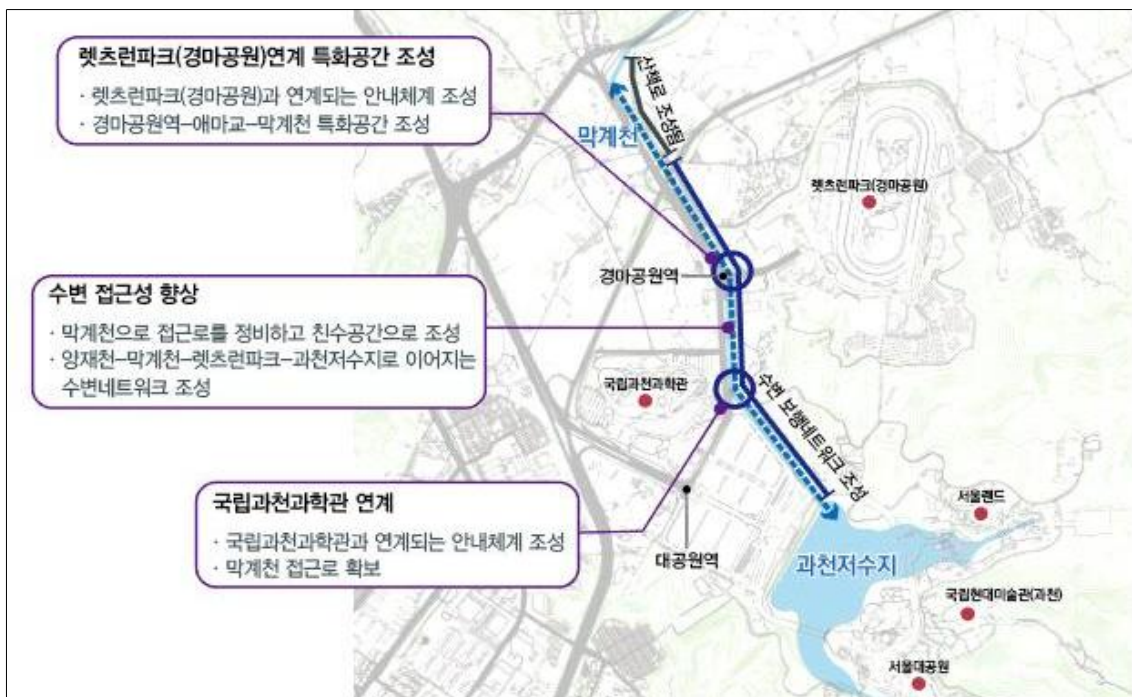 렛츠런파크(경마공원)연계 특화공간 조성
· 렛츠런파크(경마공원)과 연계되는 안내체계 조성
· 경마공원역–애마교–막계천 특화공간 조성
수변 접근성 향상
· 막계천으로 접근로를 정비하고 친수공간으로 조성
· 양재천–막계천–렛츠런파크–과천저수지로 이어지는
수변네트워크 조성
국립과천과학관 연계
· 국립과천과학관과 연계되는 안내체계 조성
· 막계천 접근로 확보
산책로 조성됨
막계천
렛츠런파크(경마공원)
경마공원역
국립과천과학관
수변 보행네트워크 조성
대공원역
서울랜드
과천저수지
국립현대미술관(과천)
서울대공원